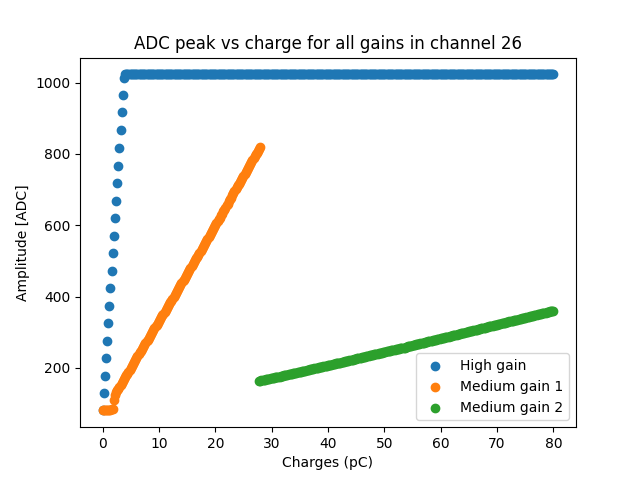 ADC peak vs charge for all gains in channel 26
Amplitude [ADC]
1000
800
600
400
200
High gain
Medium gain 1
Medium gain 2
0 10 20 30 40 50 60 70 80
Charges (pC)